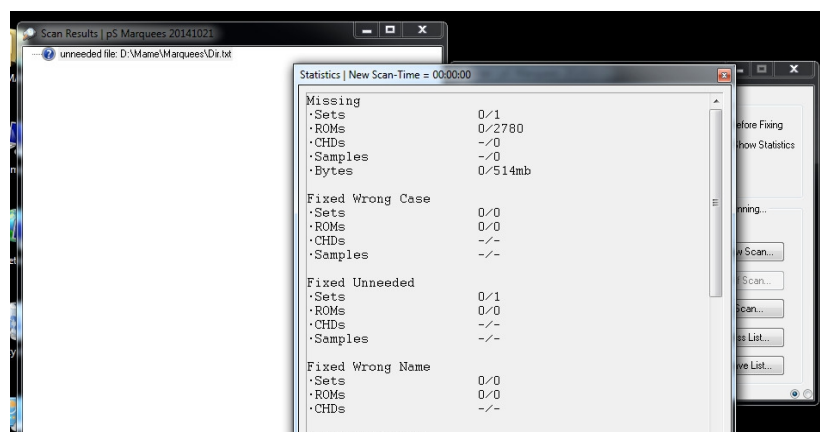 Scan Results | pS Marquees 20141021
unneeded file: D:\Mame\Marquees\Dir.txt
Statistics | New Scan-Time = 00:00:00
Missing
·Sets 0/1
·ROMs 0/2780
·CHDs -/0
·Samples -/0
·Bytes 0/514mb
Fixed Wrong Case
·Sets 0/0
·ROMs 0/0
·CHDs -/-
·Samples -/-
Fixed Unneeded
·Sets 0/1
·ROMs 0/0
·CHDs -/-
·Samples -/-
Fixed Wrong Name
·Sets 0/0
·ROMs 0/0
·CHDs -/-
efore Fixing
how Statistics
nning...
w Scan...
Scan...
Scan...
ss List...
ve List...